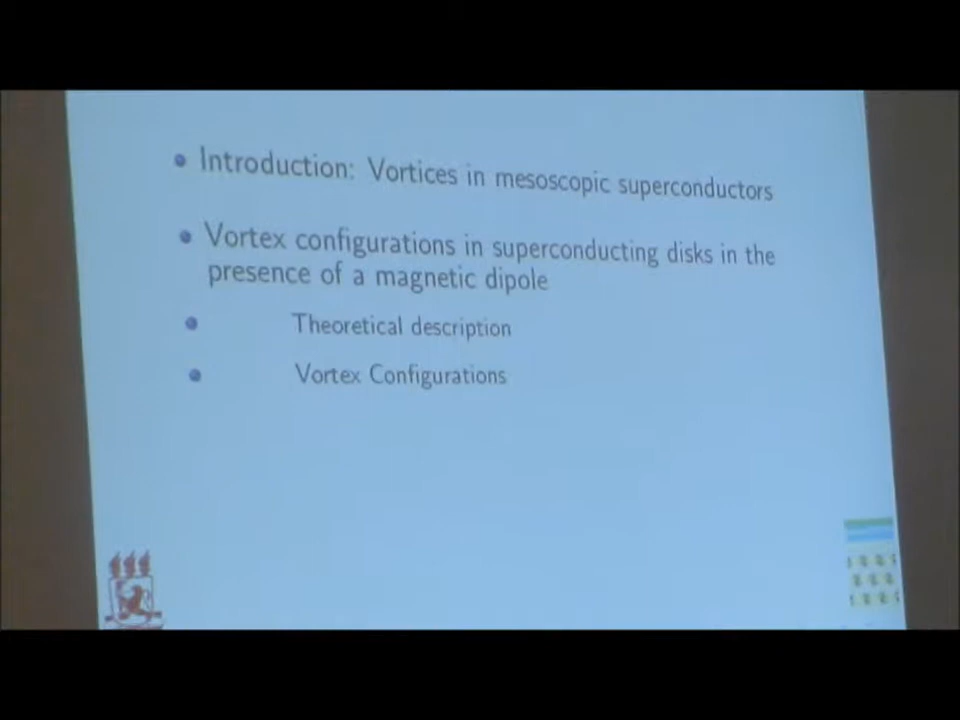 Introduction: Vortices in mesoscopic superconductors
Vortex configurations in superconducting disks in the
presence of a magnetic dipole
Theoretical description
Vortex Configurations